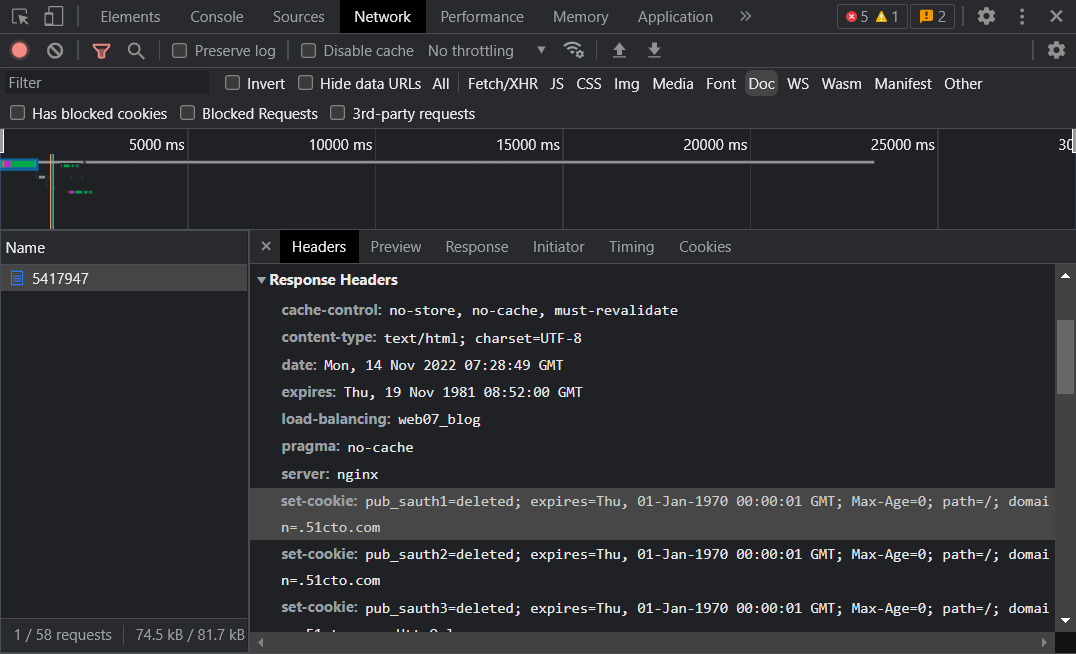 Elements Console Sources Network Performance Memory Application 5 1 2
Preserve log Disable cache No throttling
Filter Invert Hide data URLs All Fetch/XHR JS CSS Img Media Font Doc WS Wasm Manifest Other
Has blocked cookies Blocked Requests 3rd-party requests
5000 ms 10000 ms 15000 ms 20000 ms 25000 ms 30
Name
5417947
Headers Preview Response Initiator Timing Cookies
Response Headers
cache-control: no-store, no-cache, must-revalidate
content-type: text/html; charset=UTF-8
date: Mon, 14 Nov 2022 07:28:49 GMT
expires: Thu, 19 Nov 1981 08:52:00 GMT
load-balancing: web07_blog
pragma: no-cache
server: nginx
set-cookie: pub_sauth1=deleted; expires=Thu, 01-Jan-1970 00:00:01 GMT; Max-Age=0; path=/; domai
n=.51cto.com
set-cookie: pub_sauth2=deleted; expires=Thu, 01-Jan-1970 00:00:01 GMT; Max-Age=0; path=/; domai
n=.51cto.com
set-cookie: pub_sauth3=deleted; expires=Thu, 01-Jan-1970 00:00:01 GMT; Max-Age=0; path=/; domai
1 / 58 requests 74.5 kB / 81.7 kB